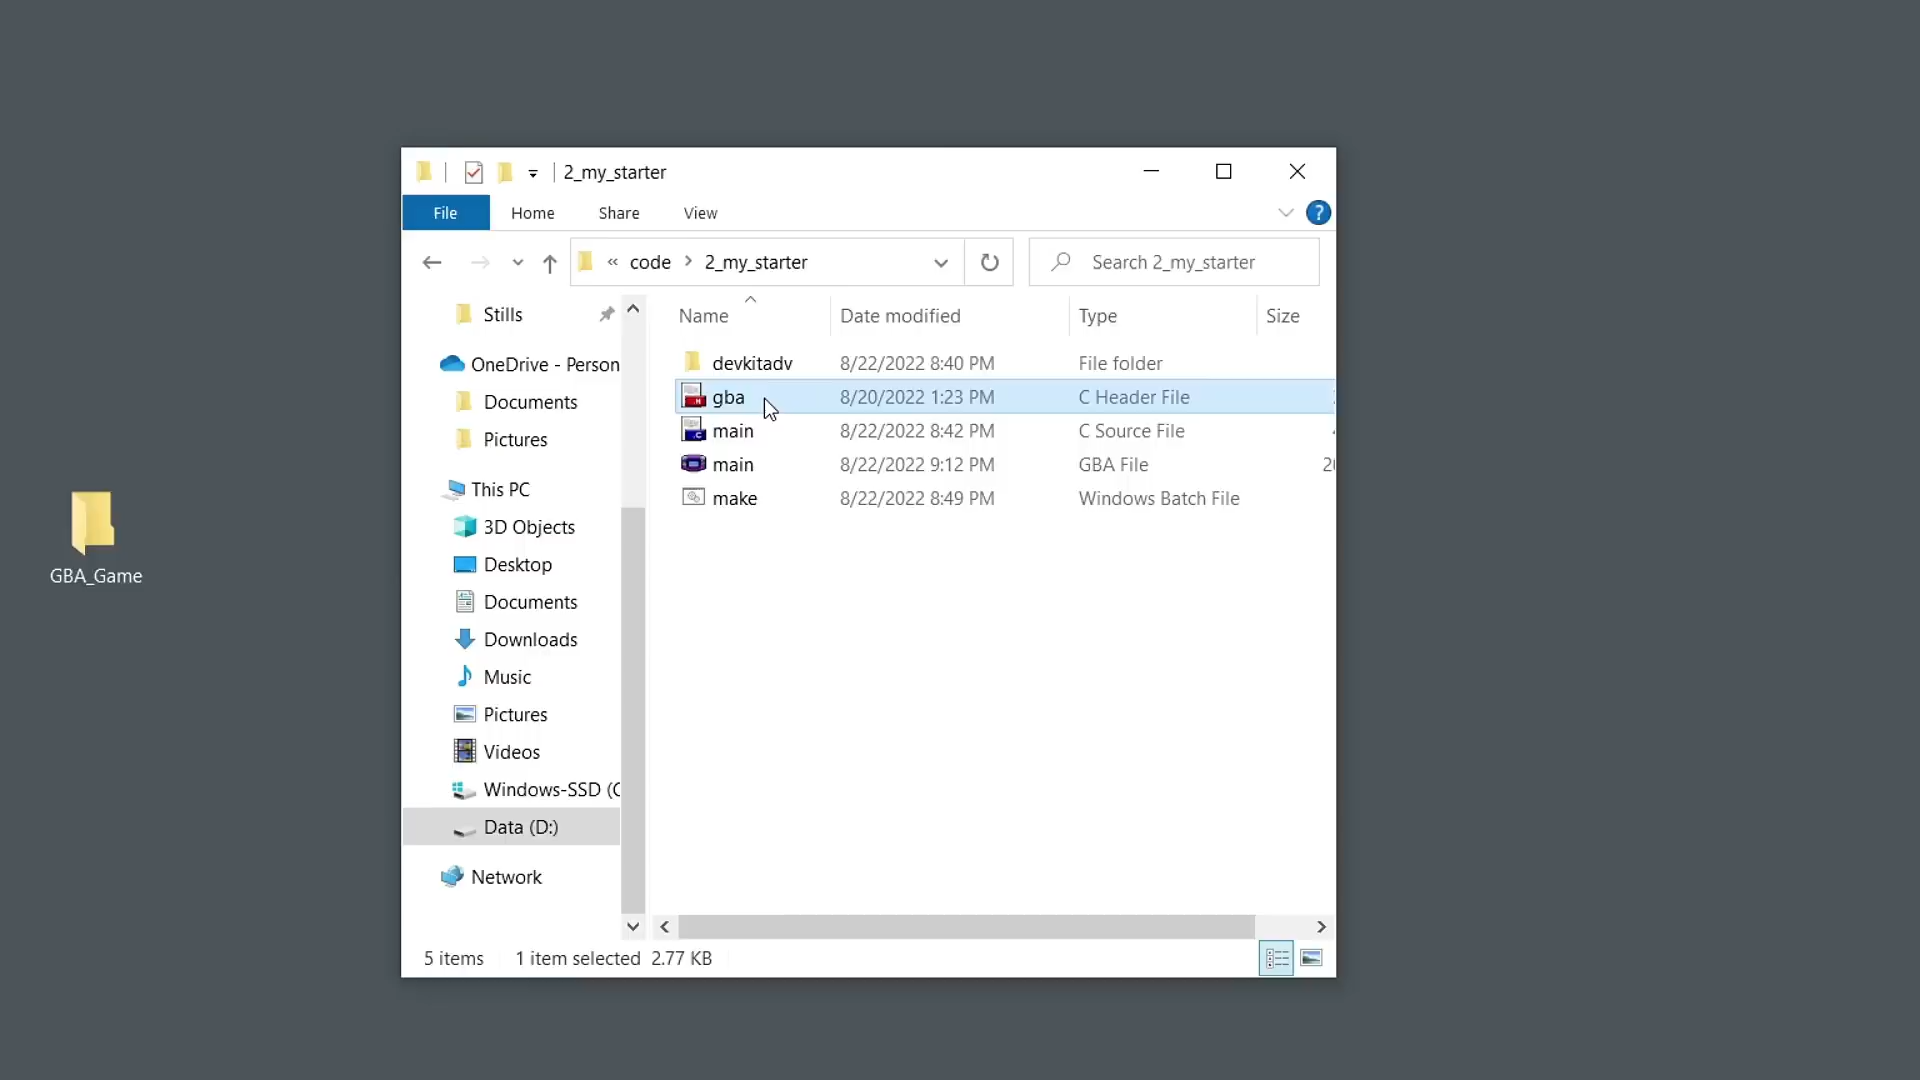 2_my_starter
File Home Share View
?
« code > 2_my_starter
Search 2_my_starter
Name Date modified Type Size
devkitadv 8/22/2022 8:40 PM File folder
gba 8/20/2022 1:23 PM C Header File
main 8/22/2022 8:42 PM C Source File
main 8/22/2022 9:12 PM GBA File
make 8/22/2022 8:49 PM Windows Batch File
Stills
OneDrive - Person
Documents
Pictures
This PC
3D Objects
Desktop
Documents
Downloads
Music
Pictures
Videos
Windows-SSD (C
Data (D:)
Network
5 items 1 item selected 2.77 KB
GBA_Game